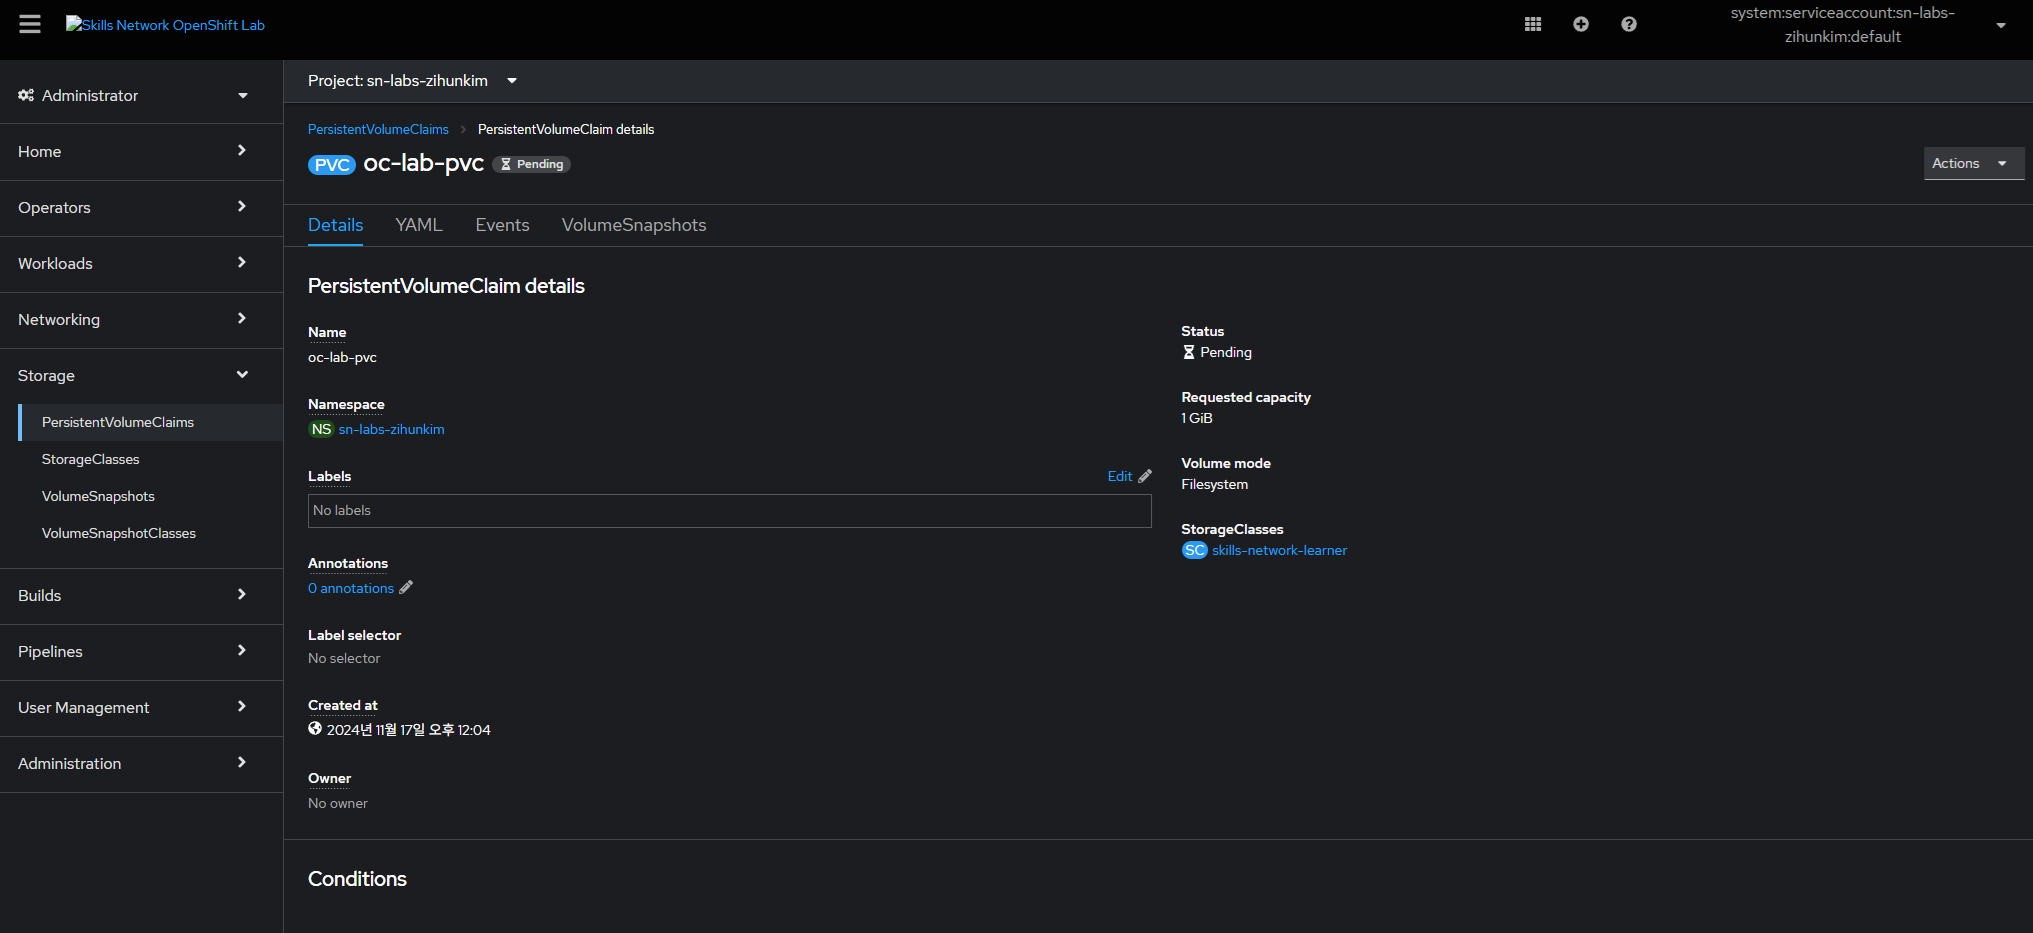 Skills Network OpenShift Lab
system:serviceaccount:sn-labs-
zihunkim:default
Administrator
Home
Operators
Workloads
Networking
Storage
PersistentVolumeClaims
StorageClasses
VolumeSnapshots
VolumeSnapshotClasses
Builds
Pipelines
User Management
Administration
Project: sn-labs-zihunkim
PersistentVolumeClaims PersistentVolumeClaim details
PVC oc-lab-pvc Pending
Actions
Details YAML Events VolumeSnapshots
PersistentVolumeClaim details
Name
oc-lab-pvc
Namespace
NS sn-labs-zihunkim
Labels Edit
No labels
Annotations
0 annotations
Label selector
No selector
Created at
2024년 11월 17일 오후 12:04
Owner
No owner
Status
Pending
Requested capacity
1 GiB
Volume mode
Filesystem
StorageClasses
SC skills-network-learner
Conditions